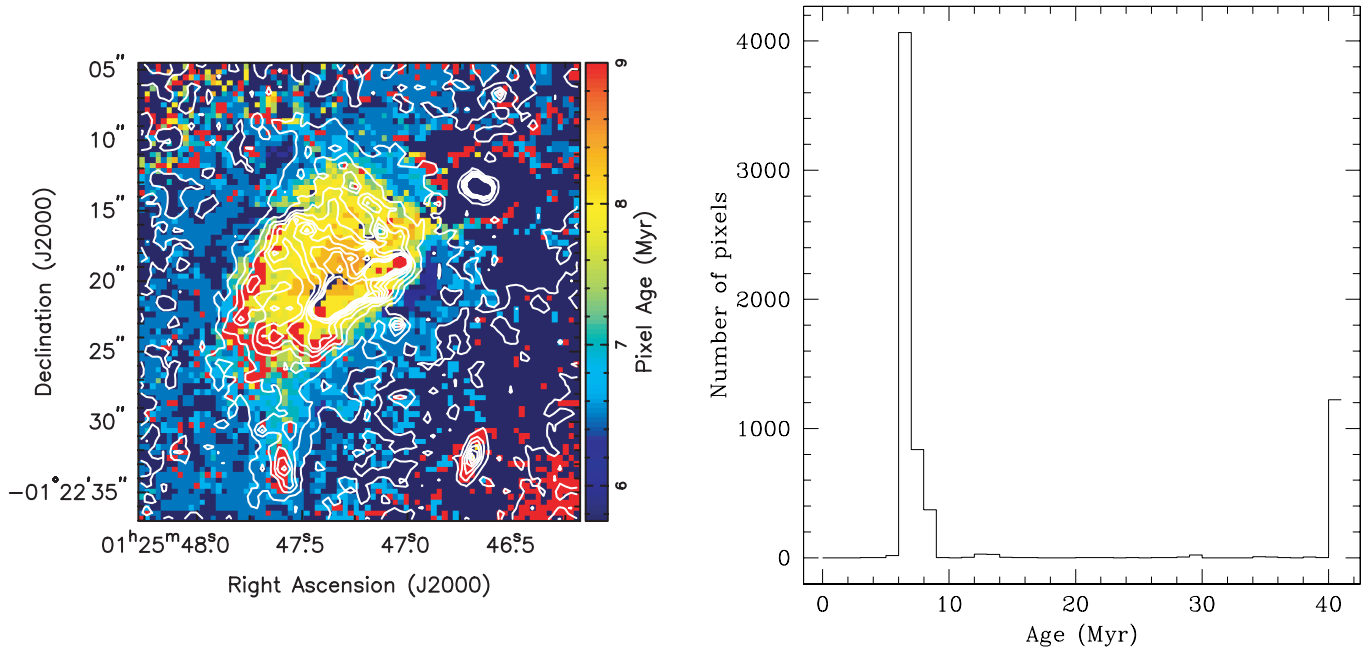 05"
10"
15"
20"
25"
30"
−01°22'35"
01ʰ25ᵐ48ˢ.0
47ˢ.5
47ˢ.0
46ˢ.5
Right Ascension (J2000)
Declination (J2000)
9
8
7
6
Pixel Age (Myr)
4000
3000
2000
1000
0
Number of pixels
0
10
20
30
40
Age (Myr)